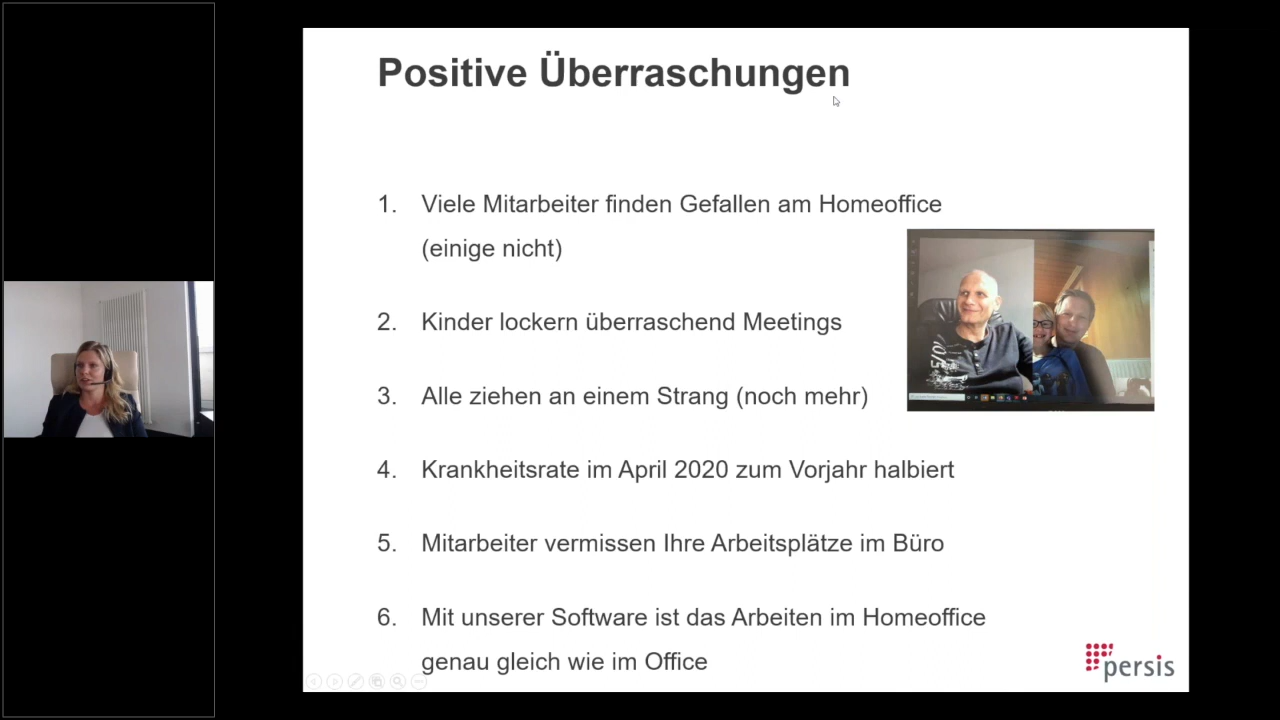 Positive Überraschungen
1. Viele Mitarbeiter finden Gefallen am Homeoffice
(einige nicht)
2. Kinder lockern überraschend Meetings
3. Alle ziehen an einem Strang (noch mehr)
4. Krankheitsrate im April 2020 zum Vorjahr halbiert
5. Mitarbeiter vermissen Ihre Arbeitsplätze im Büro
6. Mit unserer Software ist das Arbeiten im Homeoffice
genau gleich wie im Office
persis